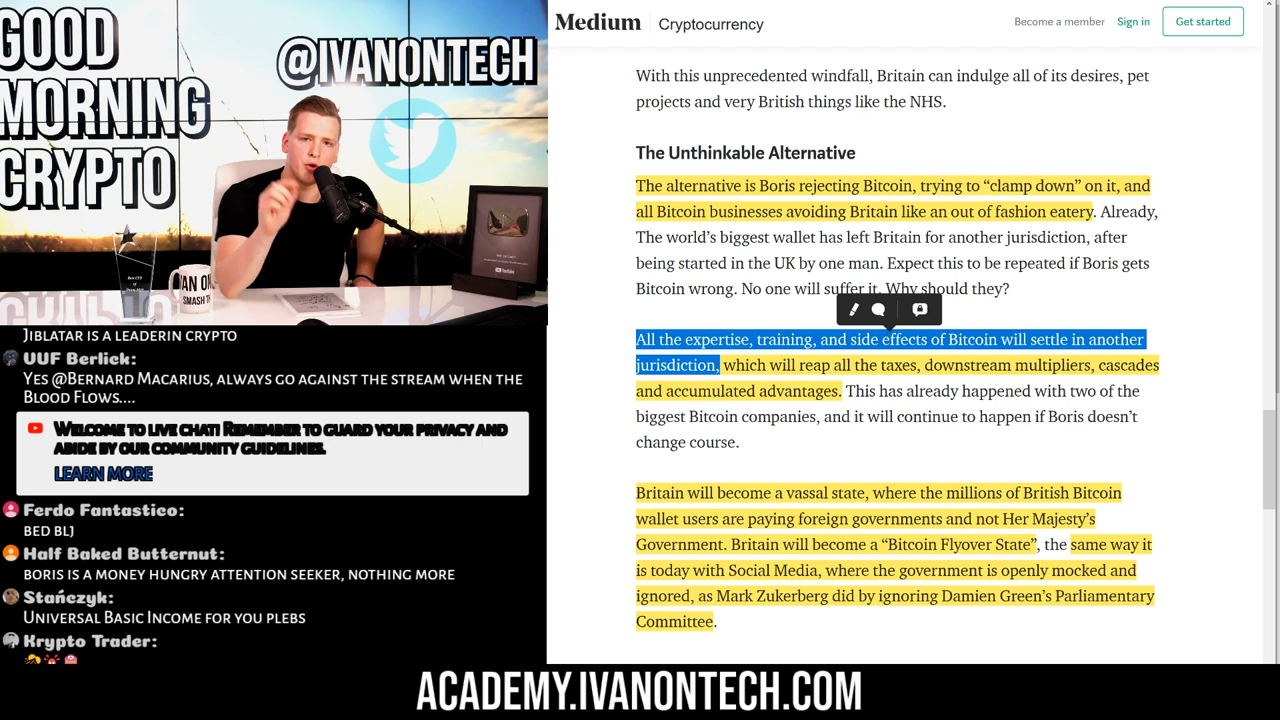 GOOD
MORNING
CRYPTO
@IVANONTECH
YouTube
AN ON
SMASH TH
JIBLATAR IS A LEADERIN CRYPTO
UUF Berlick:
Yes @Bernard Macarius, always go against the stream when the
Blood Flows....
Welcome to live chat! Remember to guard your privacy and
abide by our community guidelines.
LEARN MORE
Ferdo Fantastico:
BED BLJ
Half Baked Butternut:
BORIS IS A MONEY HUNGRY ATTENTION SEEKER, NOTHING MORE
Stańczyk:
Universal Basic Income for you plebs
Krypto Trader:
Medium
Cryptocurrency
Become a member
Sign in
Get started
With this unprecedented windfall, Britain can indulge all of its desires, pet
projects and very British things like the NHS.
The Unthinkable Alternative
The alternative is Boris rejecting Bitcoin, trying to “clamp down” on it, and
all Bitcoin businesses avoiding Britain like an out of fashion eatery. Already,
The world’s biggest wallet has left Britain for another jurisdiction, after
being started in the UK by one man. Expect this to be repeated if Boris gets
Bitcoin wrong. No one will suffer it. Why should they?
All the expertise, training, and side effects of Bitcoin will settle in another
jurisdiction, which will reap all the taxes, downstream multipliers, cascades
and accumulated advantages. This has already happened with two of the
biggest Bitcoin companies, and it will continue to happen if Boris doesn’t
change course.
Britain will become a vassal state, where the millions of British Bitcoin
wallet users are paying foreign governments and not Her Majesty’s
Government. Britain will become a “Bitcoin Flyover State”, the same way it
is today with Social Media, where the government is openly mocked and
ignored, as Mark Zukerberg did by ignoring Damien Green’s Parliamentary
Committee.
ACADEMY.IVANONTECH.COM